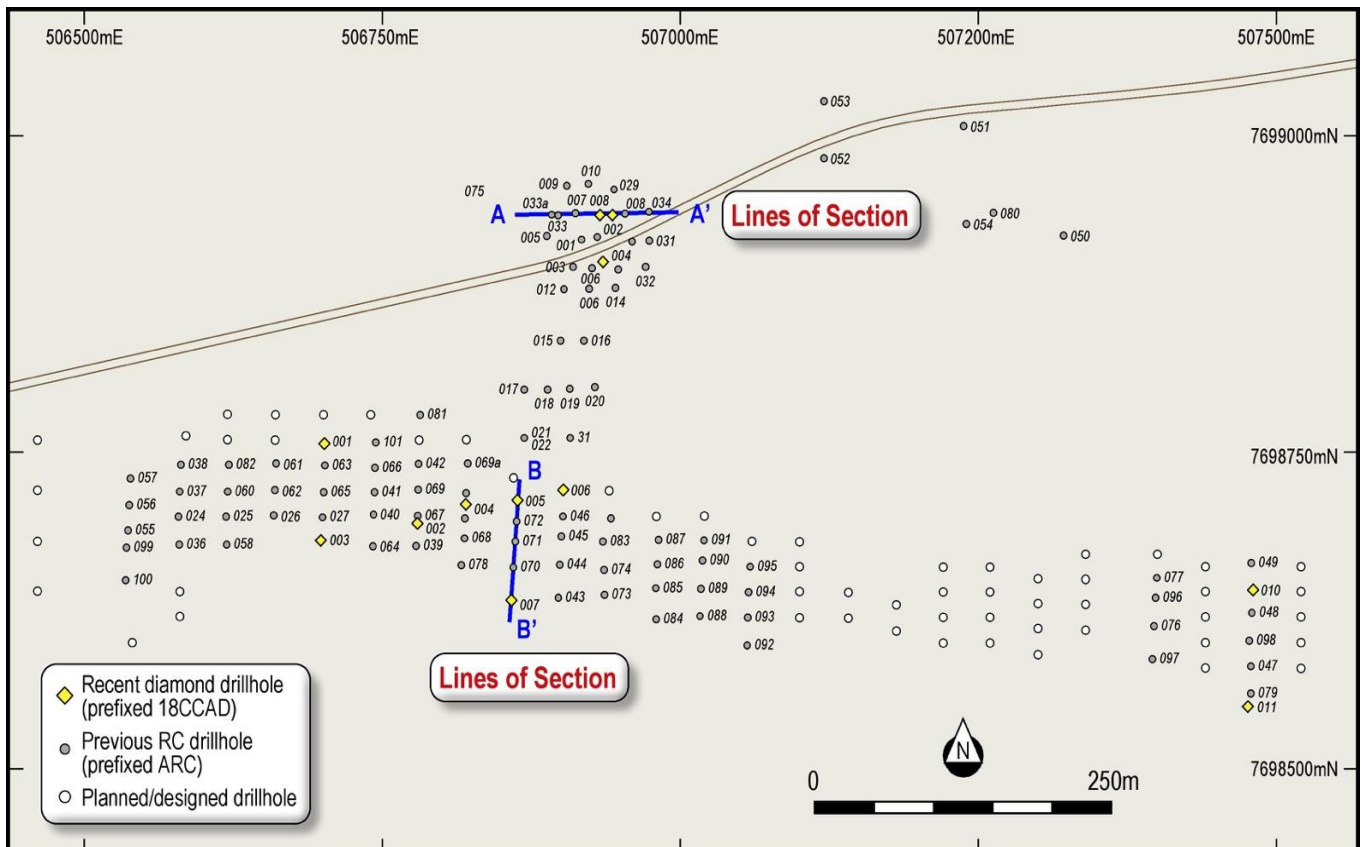 506500mE 506750mE 507000mE 507200mE 507500mE
053
051
7699000mN
052
010
009 029
075
033a 007 008 008 034
A A'
Lines of Section
080
033 002
005 001 031
054 050
004
003
006 032
012 006 014
015 016
017 018 019 020
081
021 31
022
001 101
7698750mN
B
057 038 082 061 063 066 042 069a
056 037 060 062 065 041 069 004 005 006
024 025 026 027 040 067 072 046
055 002
099 036 058 003 064 039 068 071 045 083 087 091 049
100 078 070 044 074 086 090 095 077 010
007 043 073 085 089 094 096 048
084 088 093 076 098
B'
092 097 047
Lines of Section
079
011
Recent diamond drillhole
(prefixed 18CCAD)
Previous RC drillhole
(prefixed ARC)
Planned/designed drillhole
N
0 250m
7698500mN